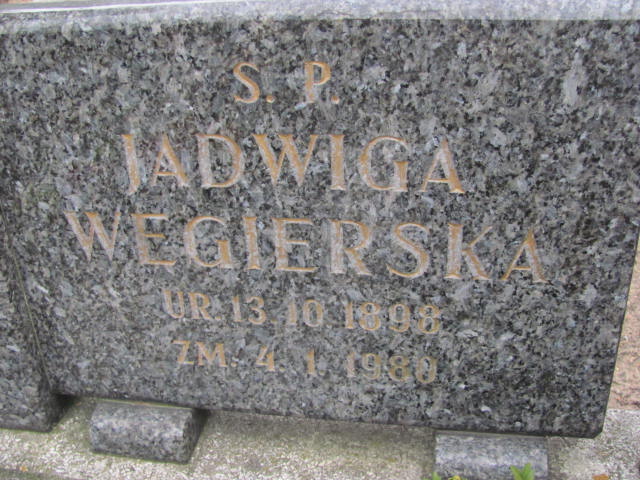 S. P.
JADWIGA
WEGIERSKA
UR. 13. 10 1898
ZM. 4. 1 1980